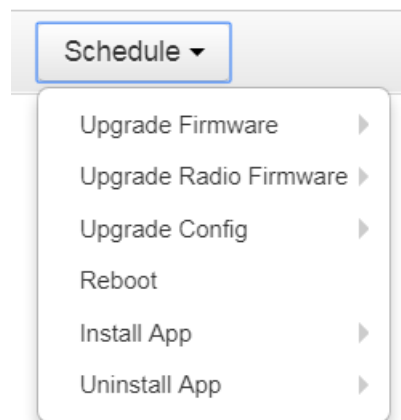 Schedule
Upgrade Firmware
Upgrade Radio Firmware
Upgrade Config
Reboot
Install App
Uninstall App